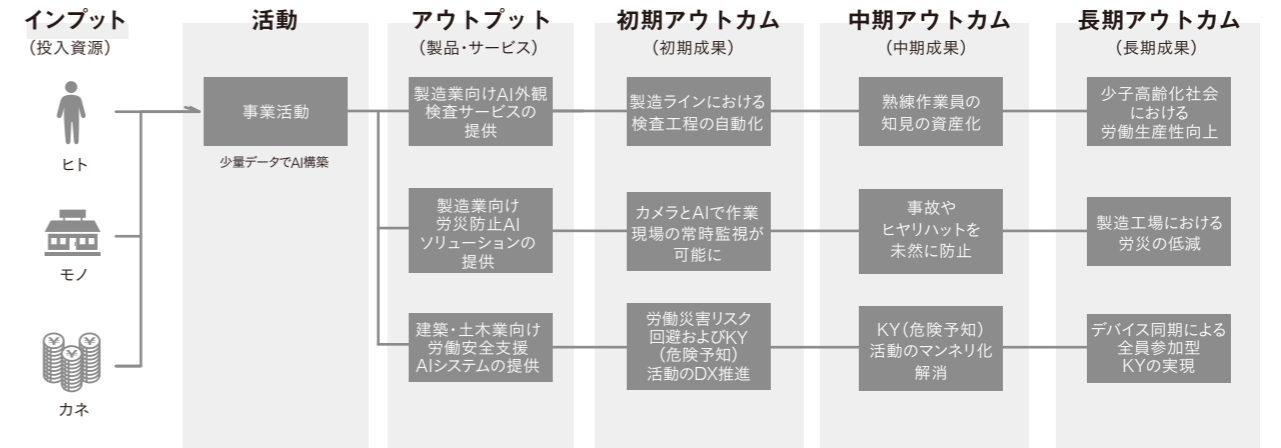 インプット
（投入資源）
ヒト
モノ
カネ
活動
事業活動
少量データでAI構築
アウトプット
（製品・サービス）
製造業向けAI外観
検査サービスの
提供
製造業向け
労災防止AI
ソリューションの
提供
建築・土木業向け
労働安全支援
AIシステムの提供
初期アウトカム
（初期成果）
製造ラインにおける
検査工程の自動化
カメラとAIで作業
現場の常時監視が
可能に
労働災害リスク
回避およびKY
（危険予知）
活動のDX推進
中期アウトカム
（中期成果）
熟練作業員の
知見の資産化
事故や
ヒヤリハットを
未然に防止
KY（危険予知）
活動のマンネリ化
解消
長期アウトカム
（長期成果）
少子高齢化社会
における
労働生産性向上
製造工場における
労災の低減
デバイス同期による
全員参加型
KYの実現